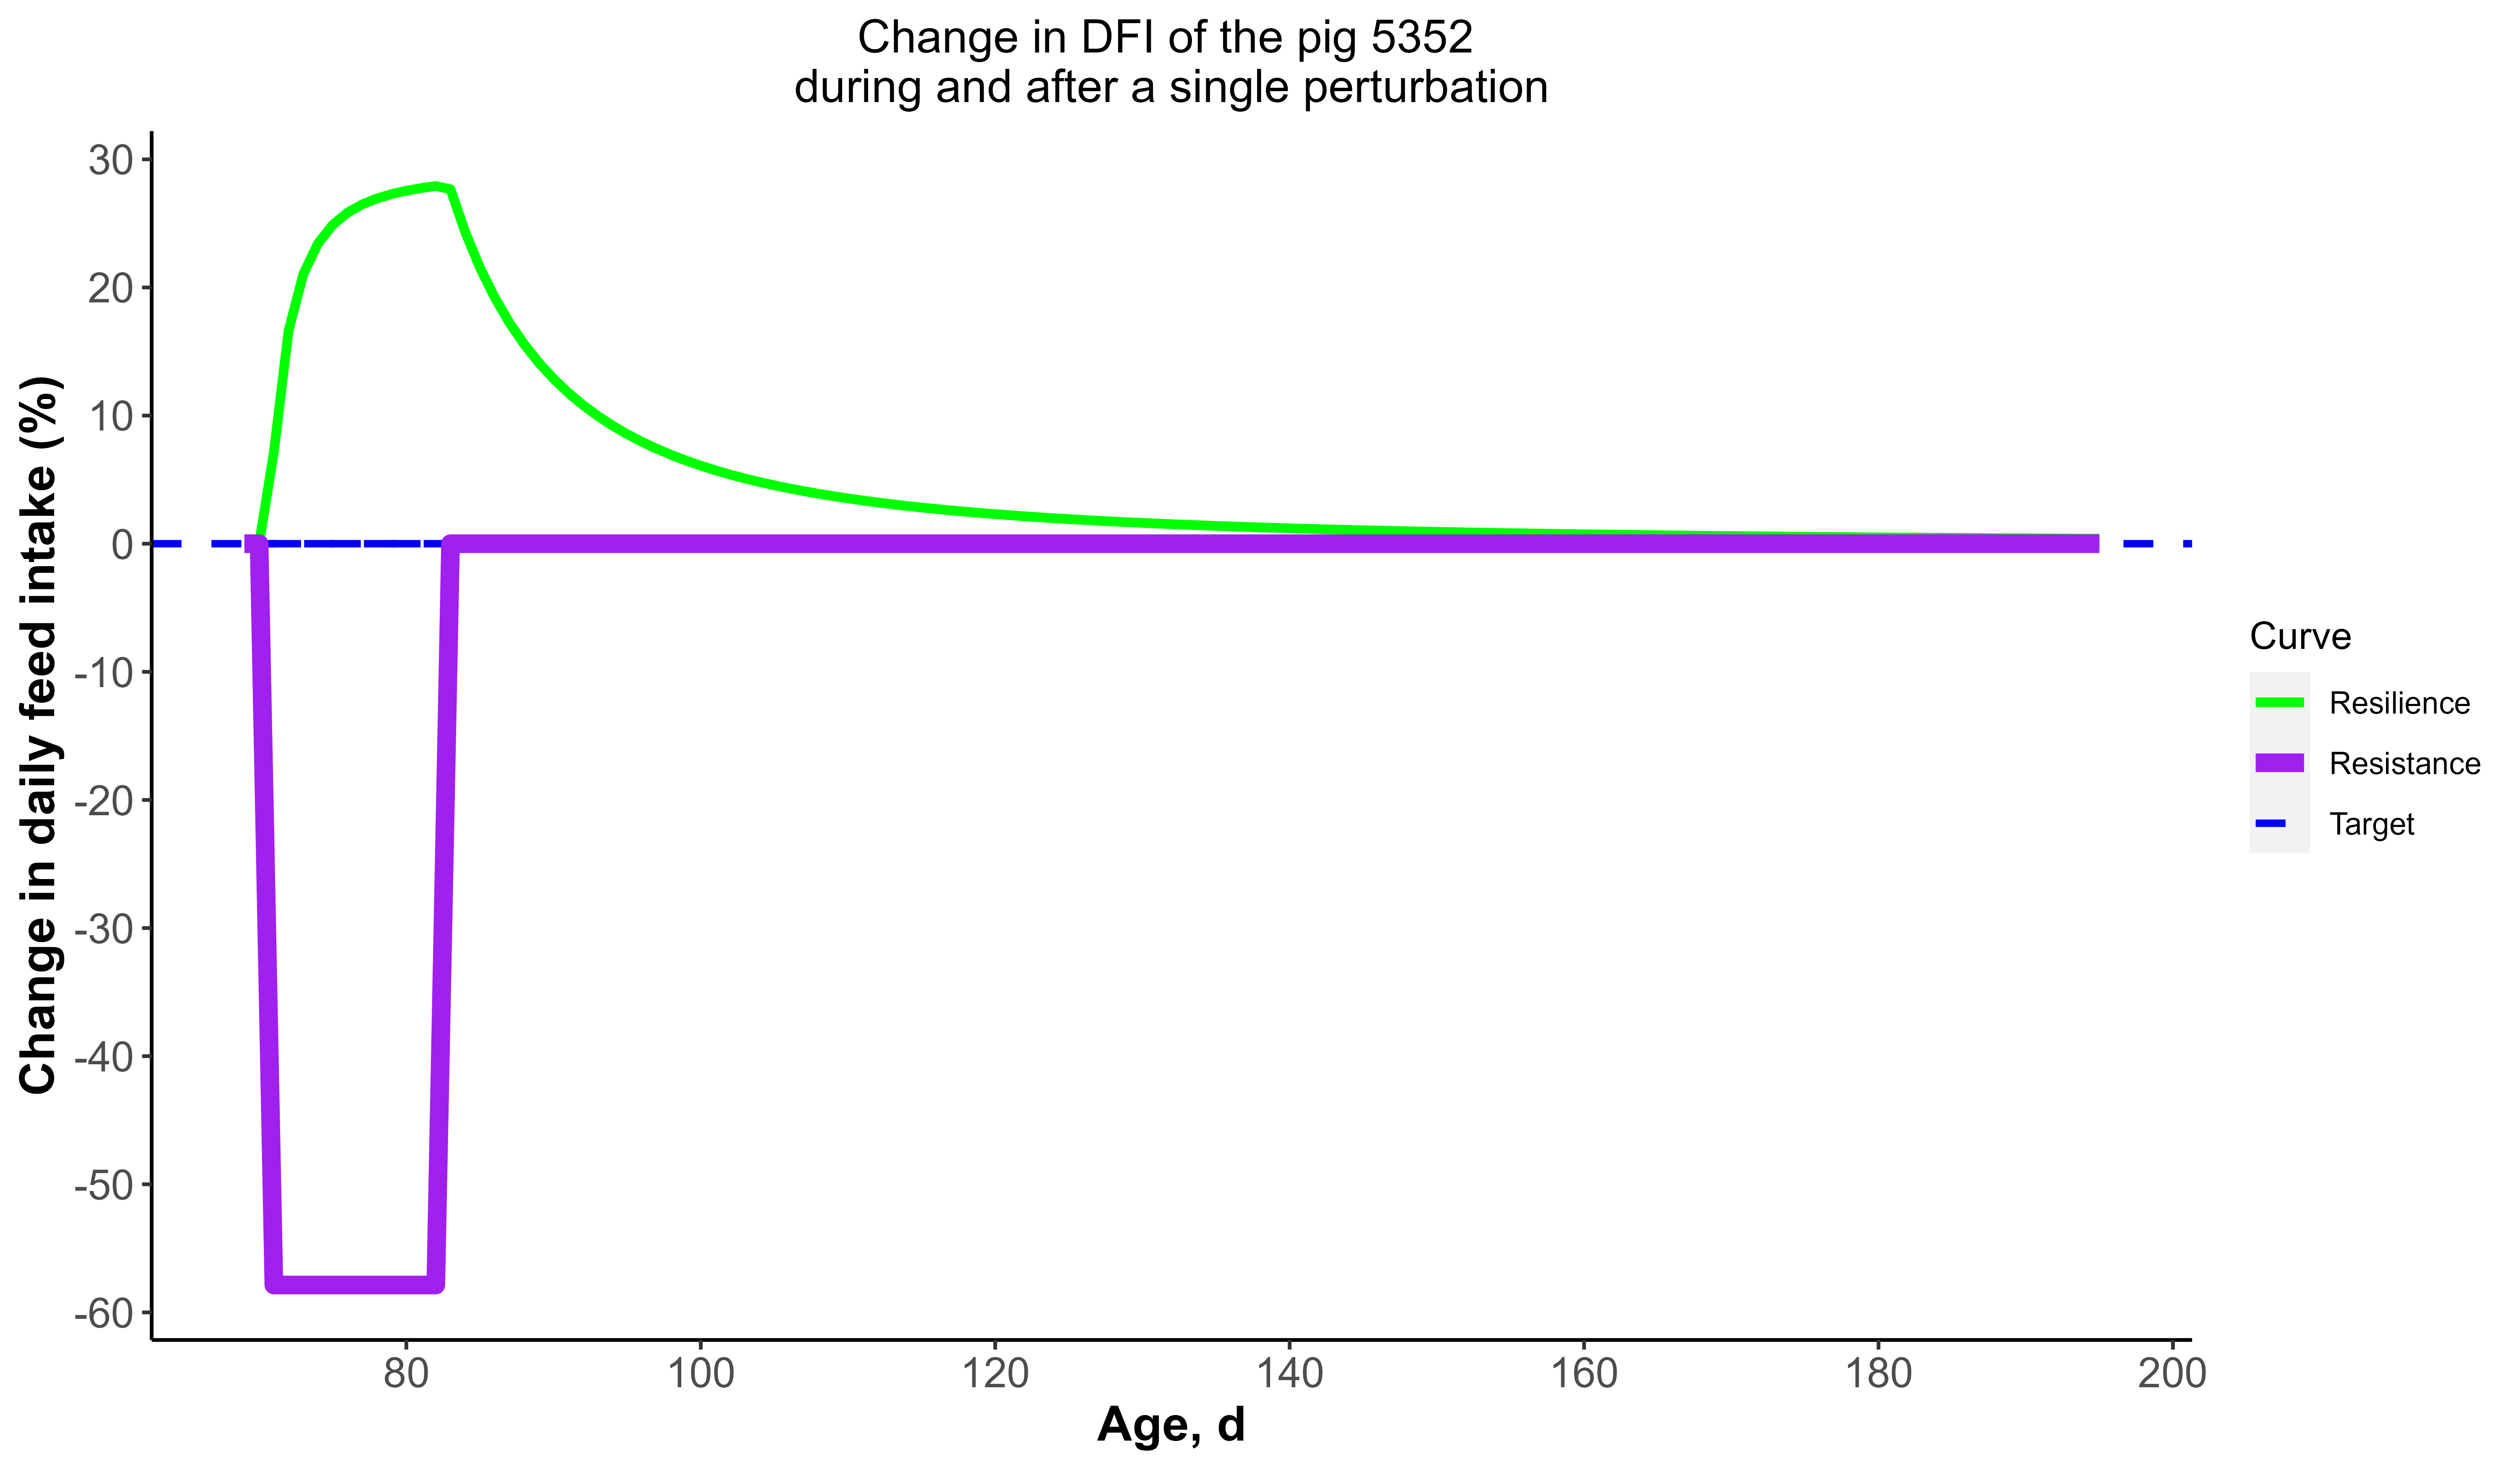 Change in DFI of the pig 5352
during and after a single perturbation
Change in daily feed intake (%)
30
20
10
0
-10
-20
-30
-40
-50
-60
80 100 120 140 160 180 200
Age, d
Curve
Resilience
Resistance
Target